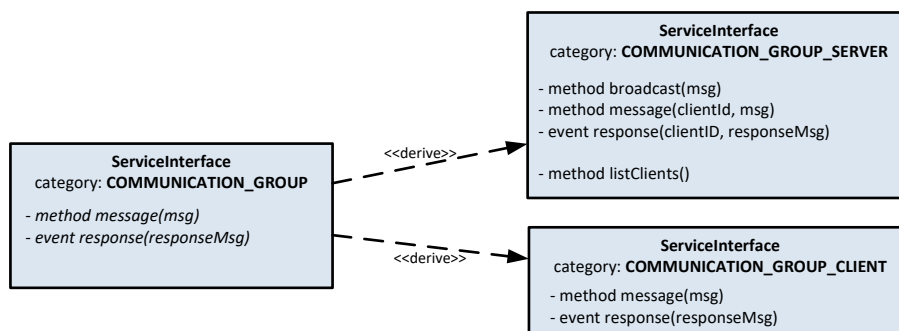 ServiceInterface
category: COMMUNICATION_GROUP_SERVER
- method broadcast(msg)
- method message(clientId, msg)
- event response(clientID, responseMsg)
- method listClients()
<<derive>>
ServiceInterface
category: COMMUNICATION_GROUP
- method message(msg)
- event response(responseMsg)
<<derive>>
ServiceInterface
category: COMMUNICATION_GROUP_CLIENT
- method message(msg)
- event response(responseMsg)